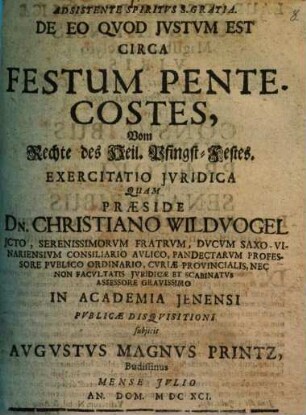 ADSISTENTE SPIRITVS S. GRATIA.
DE EO QVOD JVSTVM EST
CIRCA
FESTUM PENTE-
COSTES,
Vom
Rechte des Heil. Pfingst-Festes.
EXERCITATIO JVRIDICA
QUAM
PRÆSIDE
DN. CHRISTIANO WILDVOGEL
JCTO, SERENISSIMORVM FRATRVM, DVCVM SAXO-VI-
NARIENSIVM CONSILIARIO AVLICO, PANDECTARVM PROFES-
SORE PVBLICO ORDINARIO, CVRIÆ PROVINCIALIS, NEC
NON FACVLTATIS JVRIDICÆ ET SCABINATVS
ASSESSORE GRAVISSIMO
IN ACADEMIA JENENSI
PVBLICÆ DISQVISITIONI
subjicit
AVGVSTVS MAGNVS PRINTZ,
Budissinus
MENSE JVLIO
AN. DOM. M DC XCI.